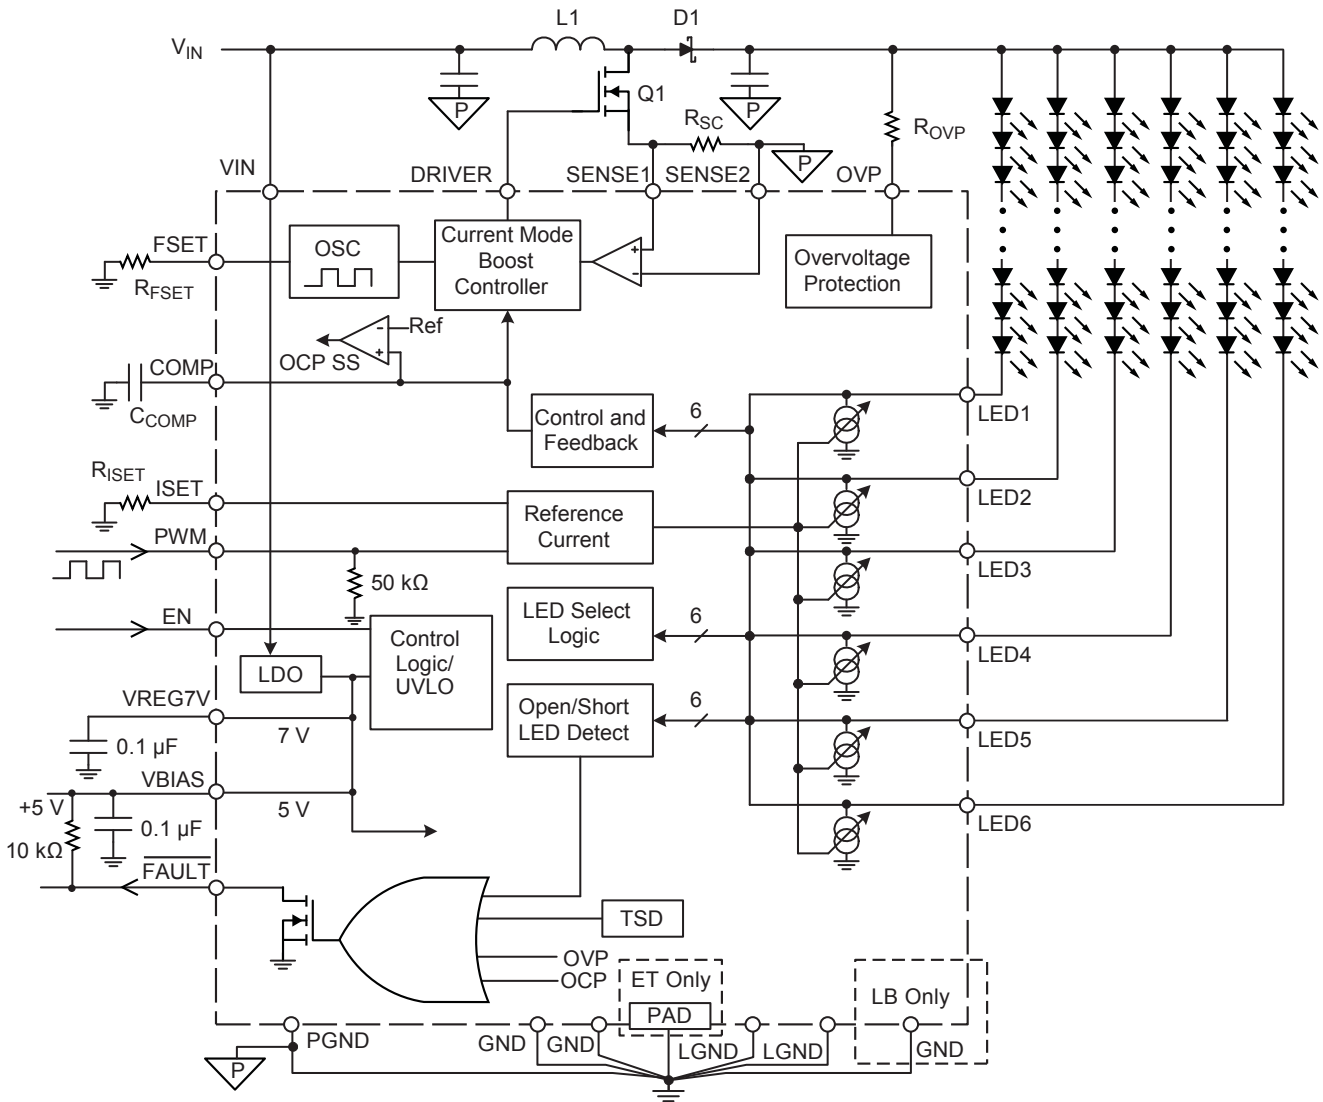 L1
D1
VIN
Q1
P
P
RSC
ROVP
P
VIN
DRIVER
SENSE1
SENSE2
OVP
FSET
RFSET
OSC
Current Mode
Boost
Controller
+
-
Overvoltage
Protection
-
+
Ref
OCP SS
COMP
CCOMP
Control and
Feedback
6
LED1
RISET
ISET
Reference
Current
LED2
PWM
50 kΩ
LED3
EN
LED Select
Logic
6
LED4
Control
Logic/
UVLO
LDO
VREG7V
7 V
0.1 µF
Open/Short
LED Detect
6
LED5
VBIAS
5 V
+5 V
0.1 µF
10 kΩ
LED6
FAULT
TSD
OVP
OCP
ET Only
PAD
LB Only
PGND
GND
GND
LGND
LGND
GND
P